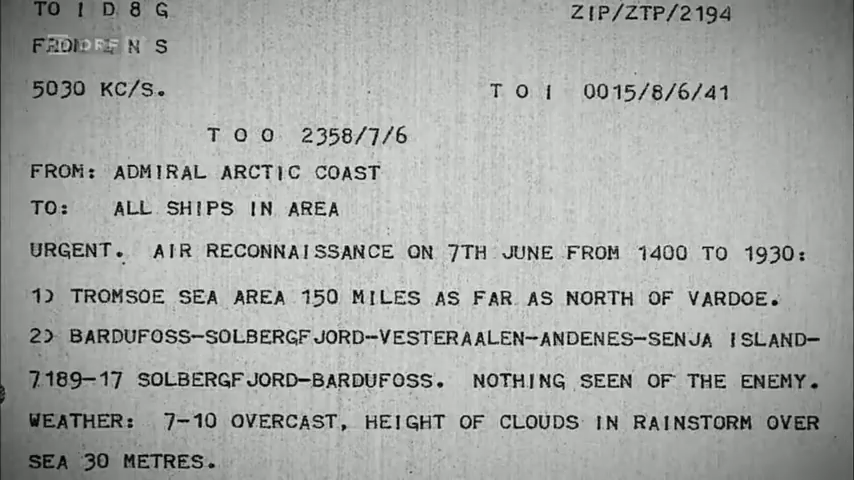 TO I D 8 G ZIP/ZTP/2194
FROM N S
5030 KC/S. T O I 0015/8/6/41
T O O 2358/7/6
FROM: ADMIRAL ARCTIC COAST
TO: ALL SHIPS IN AREA
URGENT. AIR RECONNAISSANCE ON 7TH JUNE FROM 1400 TO 1930:
1) TROMSOE SEA AREA 150 MILES AS FAR AS NORTH OF VARDOE.
2) BARDUFOSS-SOLBERGFJORD-VESTERAALEN-ANDENES-SENJA ISLAND-
7189-17 SOLBERGFJORD-BARDUFOSS. NOTHING SEEN OF THE ENEMY.
WEATHER: 7-10 OVERCAST, HEIGHT OF CLOUDS IN RAINSTORM OVER
SEA 30 METRES.